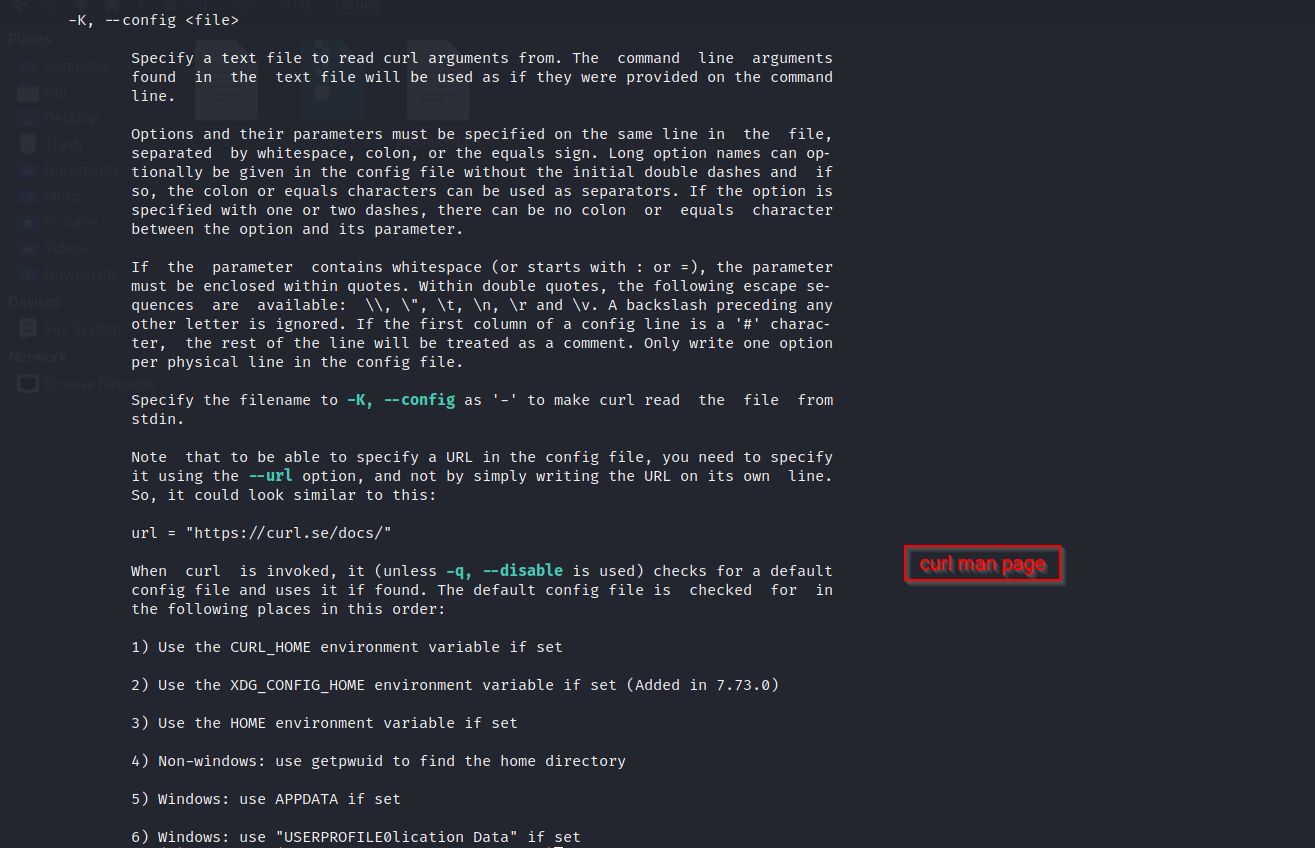 curling
-K, --config <file>
Places
Specify a text file to read curl arguments from. The command line arguments
Computer
found in the text file will be used as if they were provided on the command
kali
line.
Desktop
Options and their parameters must be specified on the same line in the file,
Trash
separated by whitespace, colon, or the equals sign. Long option names can op-
Documents
tionally be given in the config file without the initial double dashes and if
so, the colon or equals characters can be used as separators. If the option is
Music
specified with one or two dashes, there can be no colon or equals character
Pictures
between the option and its parameter.
Videos
If the parameter contains whitespace (or starts with : or =), the parameter
Downloads
must be enclosed within quotes. Within double quotes, the following escape se-
Devices
quences are available: \\, \", \t, \n, \r and \v. A backslash preceding any
other letter is ignored. If the first column of a config line is a '#' charac-
File System
ter, the rest of the line will be treated as a comment. Only write one option
Network
per physical line in the config file.
Browse Network
Specify the filename to -K, --config as '-' to make curl read the file from
stdin.
Note that to be able to specify a URL in the config file, you need to specify
it using the --url option, and not by simply writing the URL on its own line.
So, it could look similar to this:
url = "https://curl.se/docs/"
curl man page
When curl is invoked, it (unless -q, --disable is used) checks for a default
config file and uses it if found. The default config file is checked for in
the following places in this order:
1) Use the CURL_HOME environment variable if set
2) Use the XDG_CONFIG_HOME environment variable if set (Added in 7.73.0)
3) Use the HOME environment variable if set
4) Non-windows: use getpwuid to find the home directory
5) Windows: use APPDATA if set
6) Windows: use "USERPROFILE0lication Data" if set